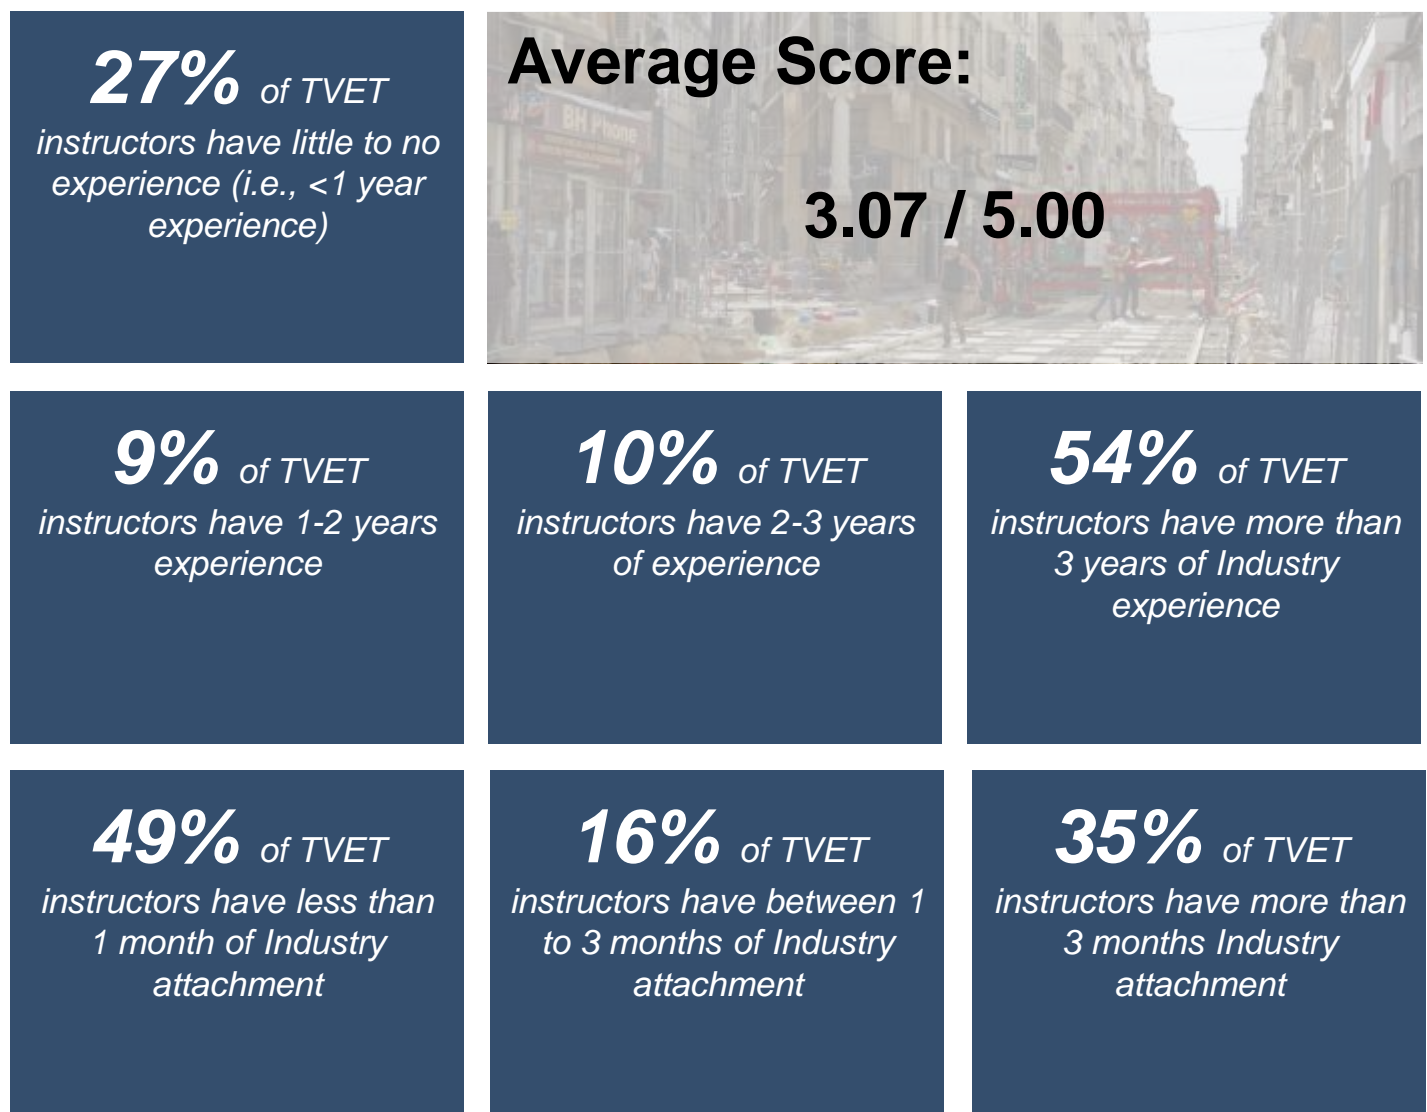 27% of TVET
instructors have little to no
experience (i.e., <1 year
experience)
Average Score:
3.07 / 5.00
BH Phone
9% of TVET
instructors have 1-2 years
experience
10% of TVET
instructors have 2-3 years
of experience
54% of TVET
instructors have more than
3 years of Industry
experience
49% of TVET
instructors have less than
1 month of Industry
attachment
16% of TVET
instructors have between 1
to 3 months of Industry
attachment
35% of TVET
instructors have more than
3 months Industry
attachment